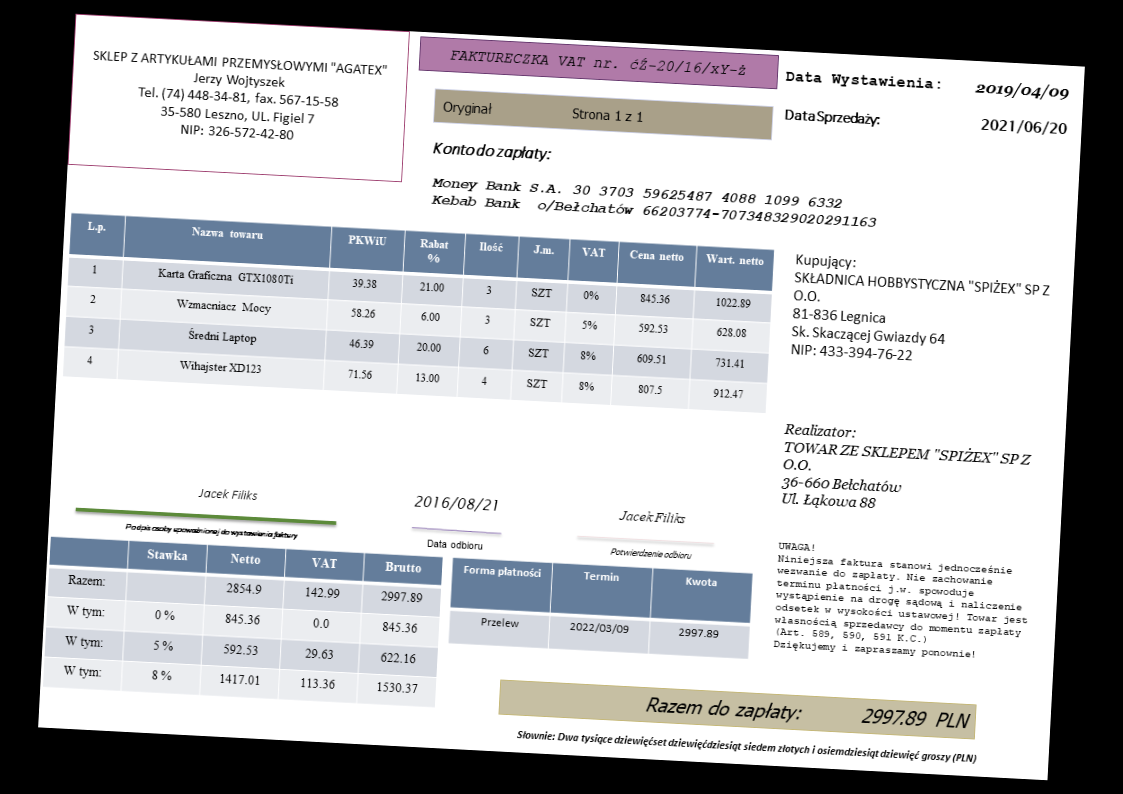 SKLEP Z ARTYKUŁAMI PRZEMYSŁOWYMI "AGATEX"
Jerzy Wojtyszek
Tel. (74) 448-34-81, fax. 567-15-58
35-580 Leszno, UL. Figiel 7
NIP: 326-572-42-80
FAKTURECZKA VAT nr. ćŹ-20/16/xY-ż
Oryginał Strona 1 z 1
Data Wystawienia: 2019/04/09
Data Sprzedaży: 2021/06/20
Konto do zapłaty:
Money Bank S.A. 30 3703 59625487 4088 1099 6332
Kebab Bank o/Bełchatów 66203774-707348329020291163
L.p. Nazwa towaru PKWiU Rabat % Ilość J.m. VAT Cena netto Wart. netto
1 Karta Graficzna GTX1080Ti 39.38 21.00 3 SZT 0% 845.36 1022.89
2 Wzmacniacz Mocy 58.26 6.00 3 SZT 5% 592.53 628.08
3 Średni Laptop 46.39 20.00 6 SZT 8% 609.51 731.41
4 Wihajster XD123 71.56 13.00 4 SZT 8% 807.5 912.47
Kupujący:
SKŁADNICA HOBBYSTYCZNA "SPIŻEX" SP Z
O.O.
81-836 Legnica
Sk. Skaczącej Gwiazdy 64
NIP: 433-394-76-22
Realizator:
TOWAR ZE SKLEPEM "SPIŻEX" SP Z
O.O.
36-660 Bełchatów
Ul. Łąkowa 88
Jacek Filiks
Podpis osoby upoważnionej do wystawienia faktury
2016/08/21
Data odbioru
Jacek Filiks
Potwierdzenie odbioru
Stawka Netto VAT Brutto
Razem: 2854.9 142.99 2997.89
W tym: 0 % 845.36 0.0 845.36
W tym: 5 % 592.53 29.63 622.16
W tym: 8 % 1417.01 113.36 1530.37
Forma płatności Termin Kwota
Przelew 2022/03/09 2997.89
UWAGA!
Niniejsza faktura stanowi jednocześnie
wezwanie do zapłaty. Nie zachowanie
terminu płatności j.w. spowoduje
wystąpienie na drogę sądową i naliczenie
odsetek w wysokości ustawowej! Towar jest
własnością sprzedawcy do momentu zapłaty
(Art. 589, 590, 591 K.C.)
Dziękujemy i zapraszamy ponownie!
Razem do zapłaty: 2997.89 PLN
Słownie: Dwa tysiące dziewięćset dziewięćdziesiąt siedem złotych i osiemdziesiąt dziewięć groszy (PLN)